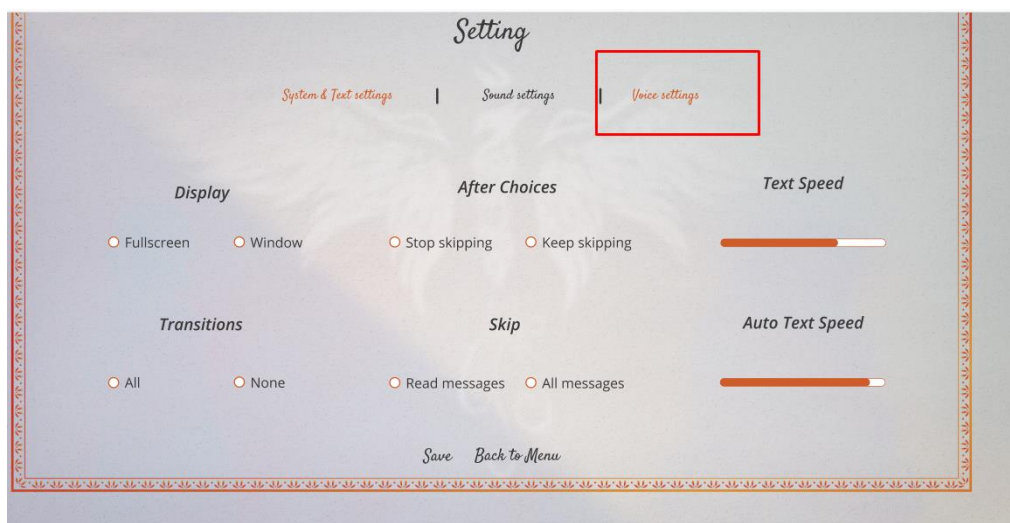 Setting
System & Text settings | Sound settings | Voice settings
Display
After Choices
Text Speed
Fullscreen Window
Stop skipping Keep skipping
Transitions
Skip
Auto Text Speed
All None
Read messages All messages
Save Back to Menu